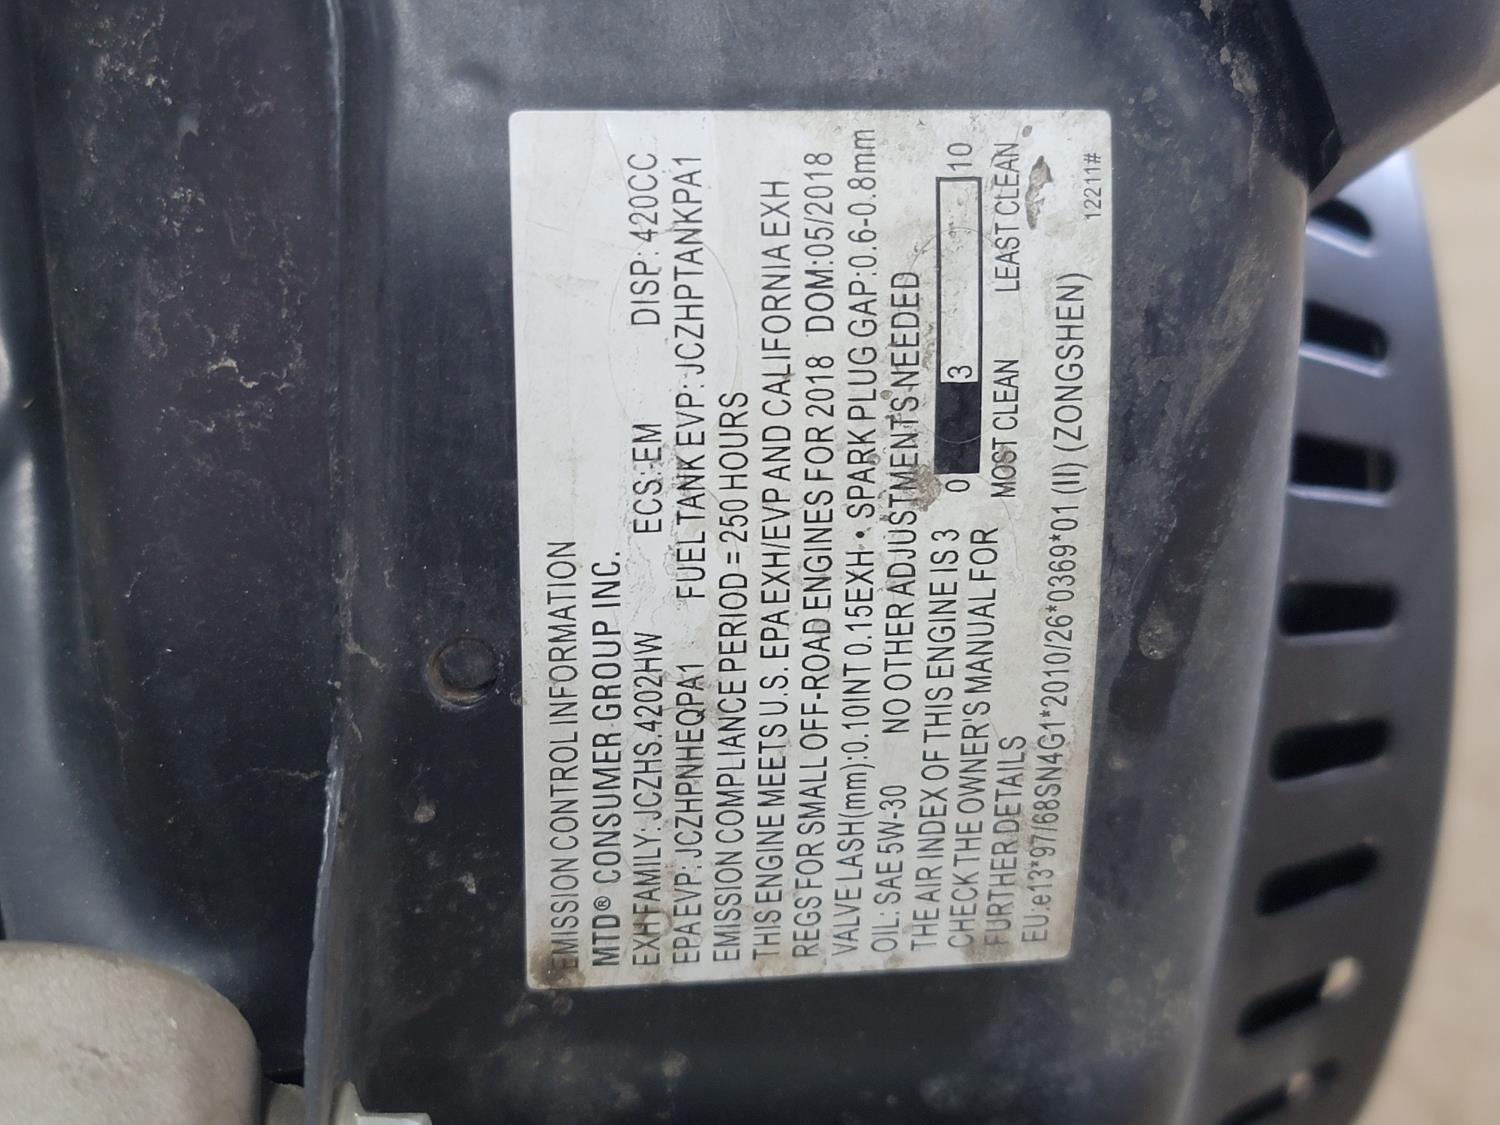 EMISSION CONTROL INFORMATION
MTD® CONSUMER GROUP INC.
EXH FAMILY: JCZHS.4202HW ECS: EM DISP: 420CC
EPA EVP: JCZHPNHEQPA1 FUEL TANK EVP: JCZHPTANKPA1
EMISSION COMPLIANCE PERIOD = 250 HOURS
THIS ENGINE MEETS U.S. EPA EXH/EVP AND CALIFORNIA EXH
REGS FOR SMALL OFF-ROAD ENGINES FOR 2018 DOM:05/2018
VALVE LASH(mm):0.10INT 0.15EXH • SPARK PLUG GAP:0.6-0.8mm
OIL: SAE 5W-30 NO OTHER ADJUSTMENTS NEEDED
THE AIR INDEX OF THIS ENGINE IS 3
CHECK THE OWNER'S MANUAL FOR
FURTHER DETAILS
0 3 10
MOST CLEAN LEAST CLEAN
EU:e13*97/68SN4G1*2010/26*0369*01 (II) (ZONGSHEN)
12211#